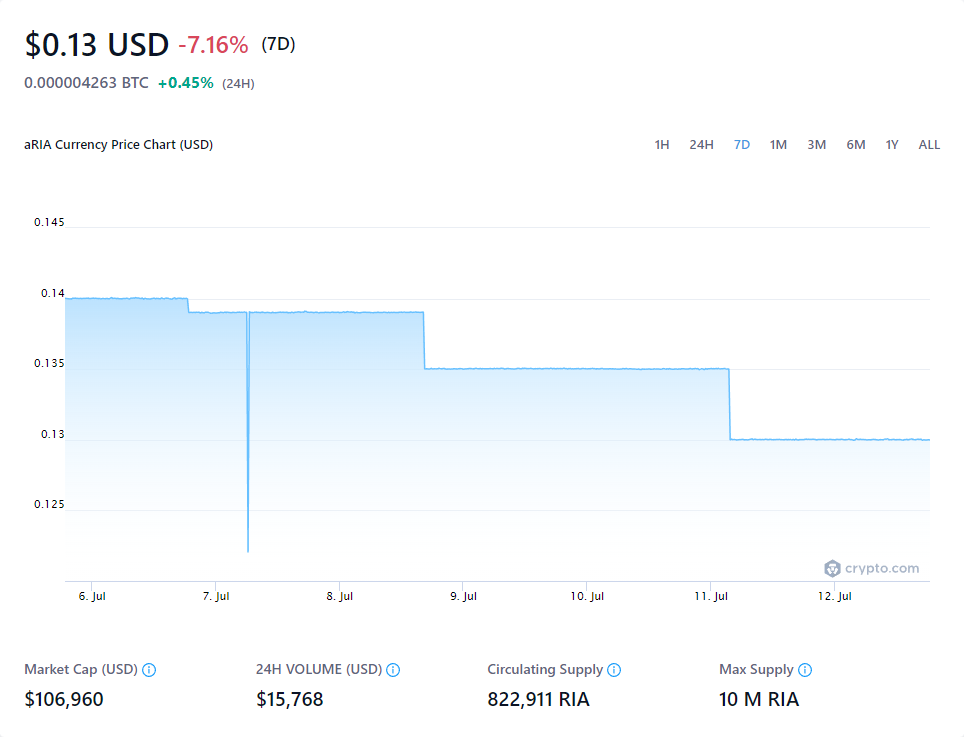 $0.13 USD -7.16% (7D)
0.000004263 BTC +0.45% (24H)
aRIA Currency Price Chart (USD)
1H 24H 7D 1M 3M 6M 1Y ALL
0.145
0.14
0.135
0.13
0.125
crypto.com
6. Jul 7. Jul 8. Jul 9. Jul 10. Jul 11. Jul 12. Jul
Market Cap (USD) 24H VOLUME (USD) Circulating Supply Max Supply
$106,960 $15,768 822,911 RIA 10 M RIA